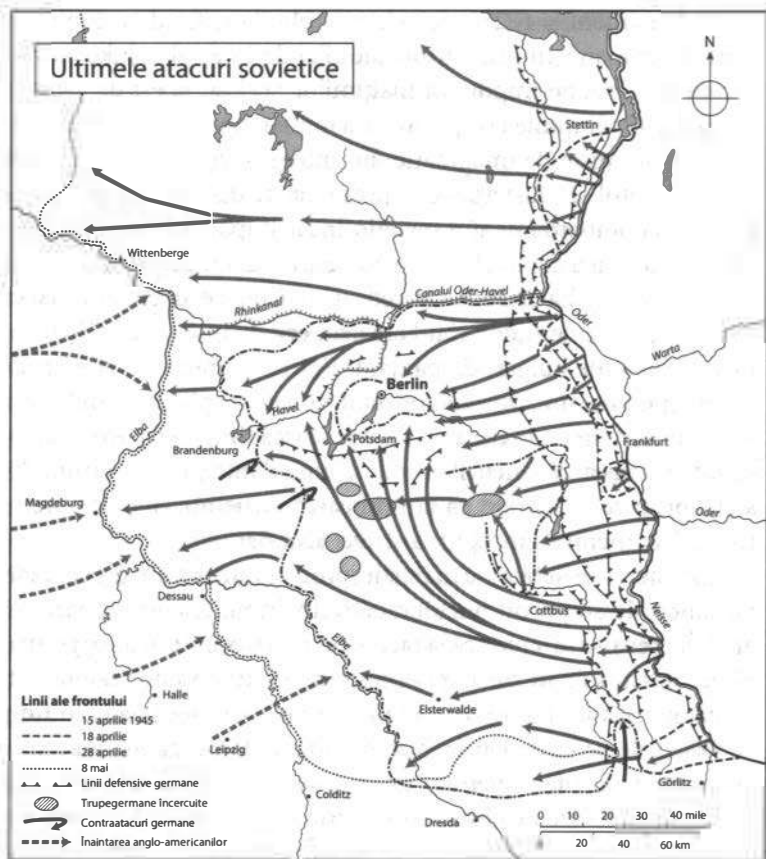 Ultimele atacuri sovietice
N
Stettin
Wittenberge
Canalul Oder-Havel
Rhinkanal
Oder
Warta
Berlin
Havel
Elba
Potsdam
Frankfurt
Brandenburg
Magdeburg
Oder
Dessau
Cottbus
Neisse
Elba
Halle
Elsterwalde
Linii ale frontului
15 aprilie 1945
18 aprilie
28 aprilie
8 mai
Linii defensive germane
Trupegermane încercuite
Contraatacuri germane
Înaintarea anglo-americanilor
Leipzig
Görlitz
Colditz
Dresda
0 10 20 30 40 mile
20 40 60 km